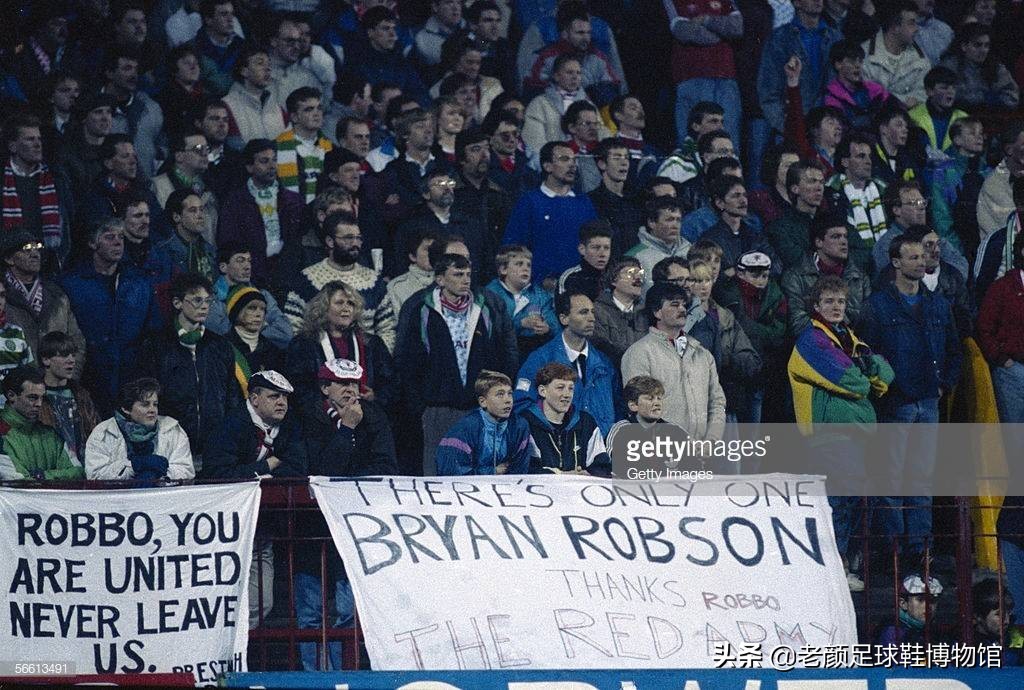 gettyimages®
Getty Images
ROBBO, YOU
ARE UNITED
NEVER LEAVE
US.
THERE'S ONLY ONE
BRYAN ROBSON
THANKS ROBBO
THE RED ARMY
56613491
头条 @老颜足球鞋博物馆